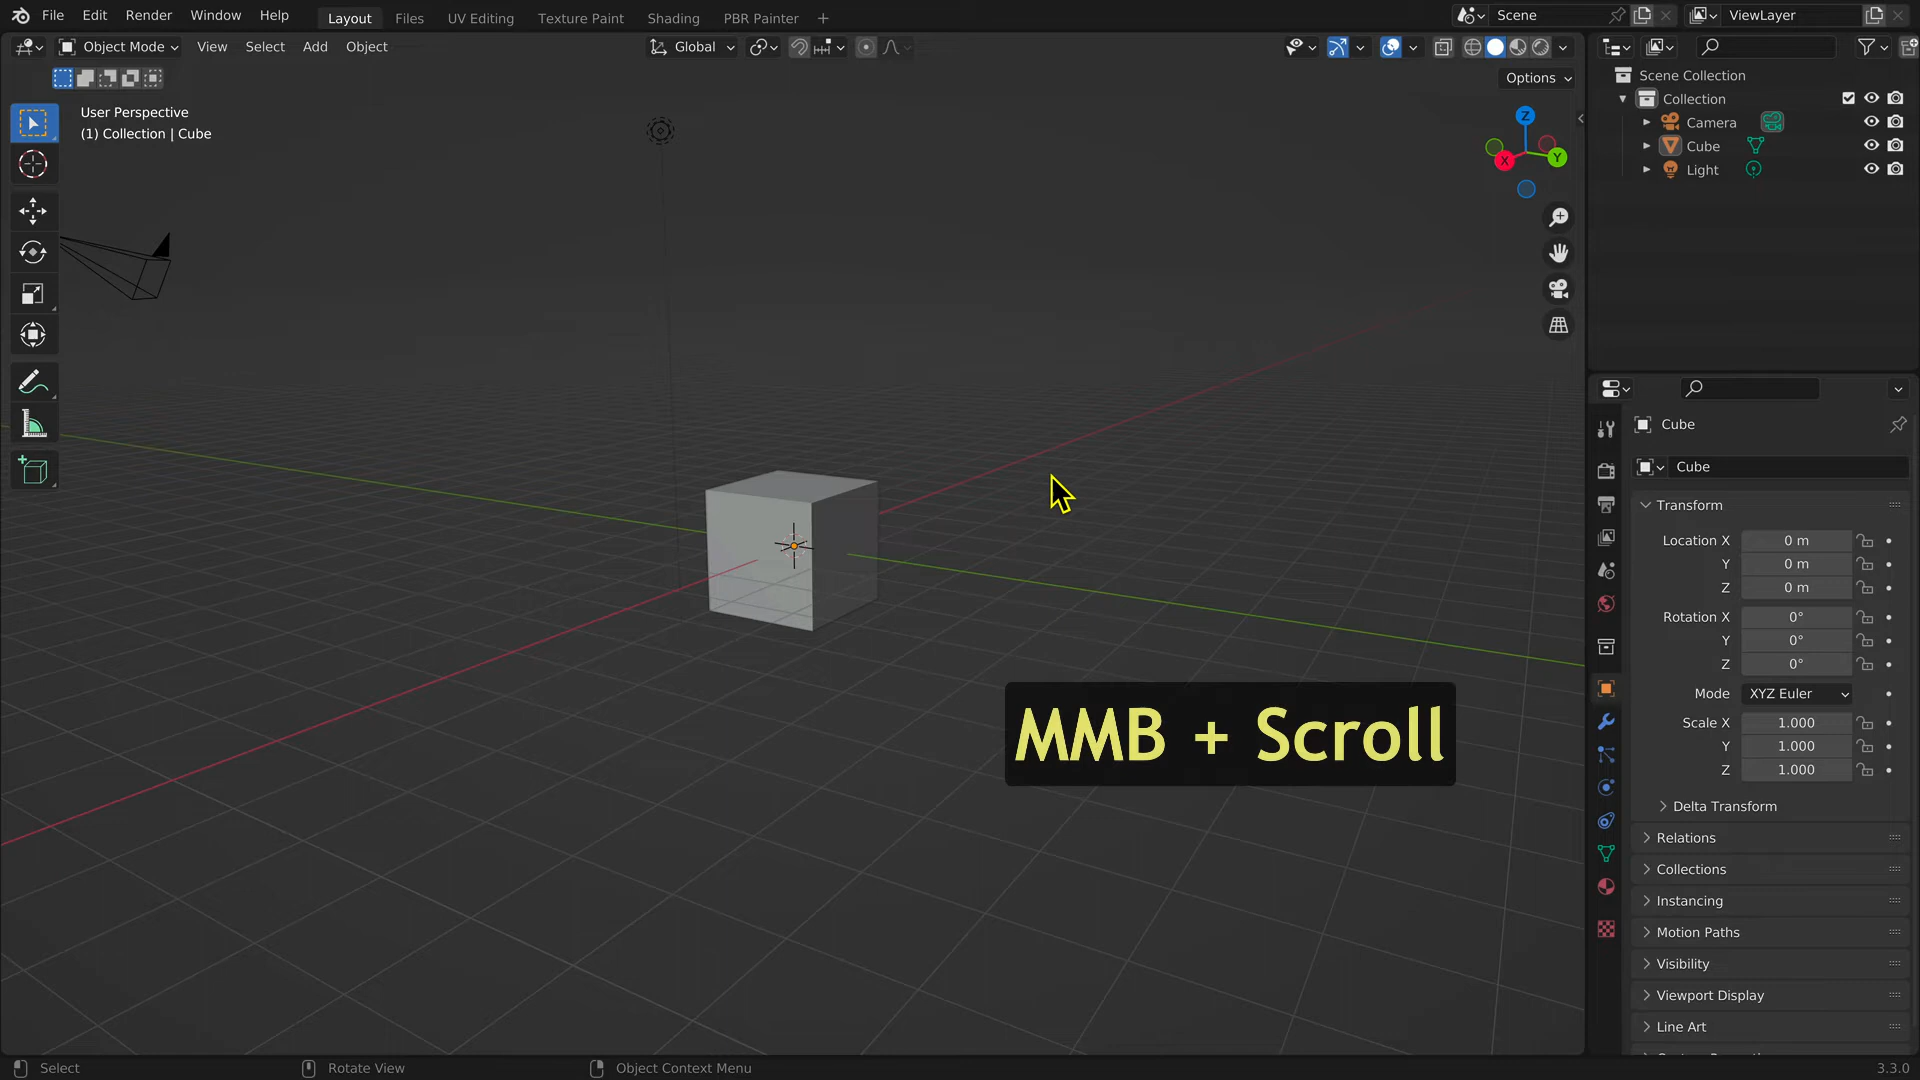 File Edit Render Window Help Layout Files UV Editing Texture Paint Shading PBR Painter + Scene ViewLayer
Object Mode View Select Add Object Global
Options
User Perspective
(1) Collection | Cube
Z
X
Y
Scene Collection
Collection
Camera
Cube
Light
Cube
Cube
Transform
Location X 0 m
Y 0 m
Z 0 m
Rotation X 0°
Y 0°
Z 0°
Mode XYZ Euler
Scale X 1.000
Y 1.000
Z 1.000
Delta Transform
Relations
Collections
Instancing
Motion Paths
Visibility
Viewport Display
Line Art
MMB + Scroll
Select Rotate View Object Context Menu 3.3.0